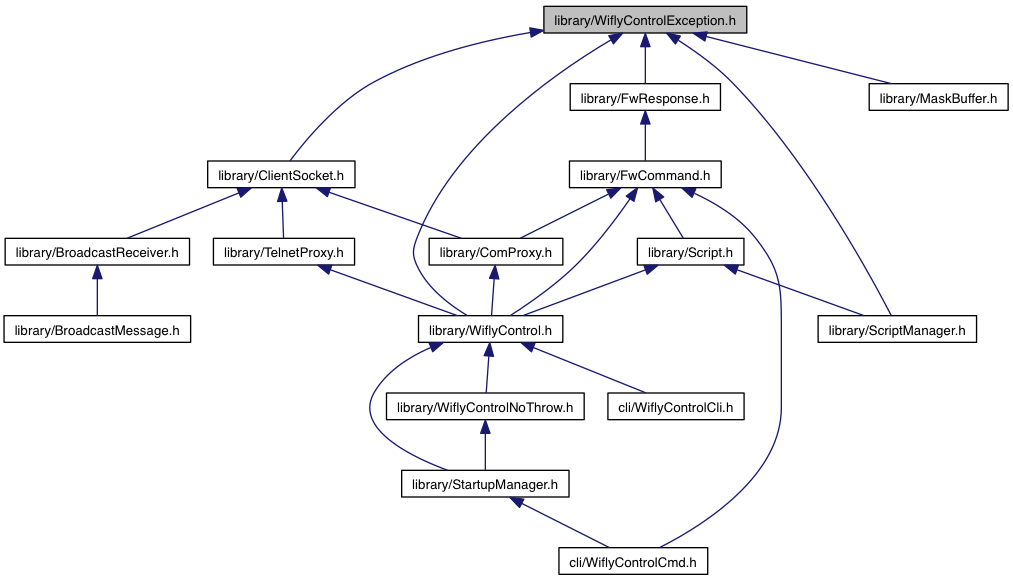 library/WiflyControlException.h
library/FwResponse.h
library/MaskBuffer.h
library/ClientSocket.h
library/FwCommand.h
library/BroadcastReceiver.h
library/TelnetProxy.h
library/ComProxy.h
library/Script.h
library/BroadcastMessage.h
library/WiflyControl.h
library/ScriptManager.h
library/WiflyControlNoThrow.h
cli/WiflyControlCli.h
library/StartupManager.h
cli/WiflyControlCmd.h